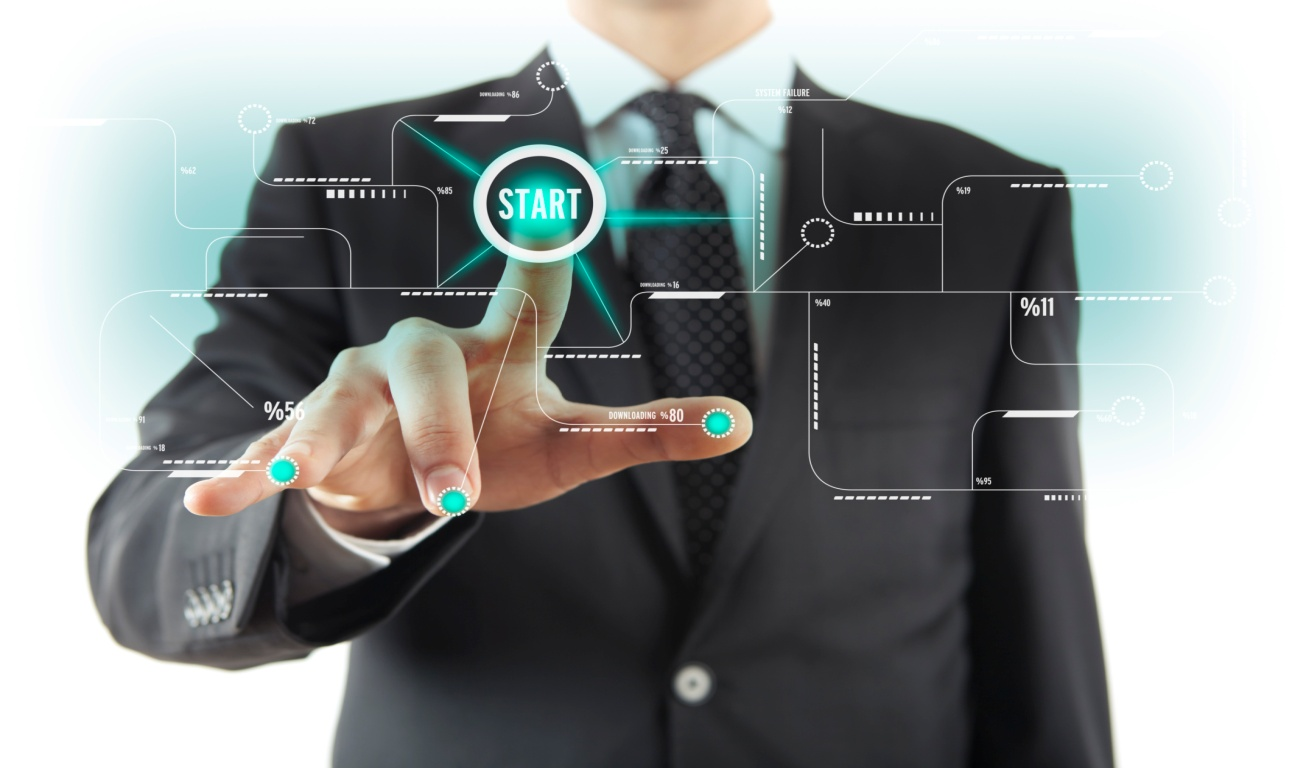 DOWNLOADING %86
%72
SYSTEM FAILURE
%12
DOWNLOADING %25
%62
%85
START
%19
DOWNLOADING %16
%40
%11
%56
DOWNLOADING %80
%91
%18
%95